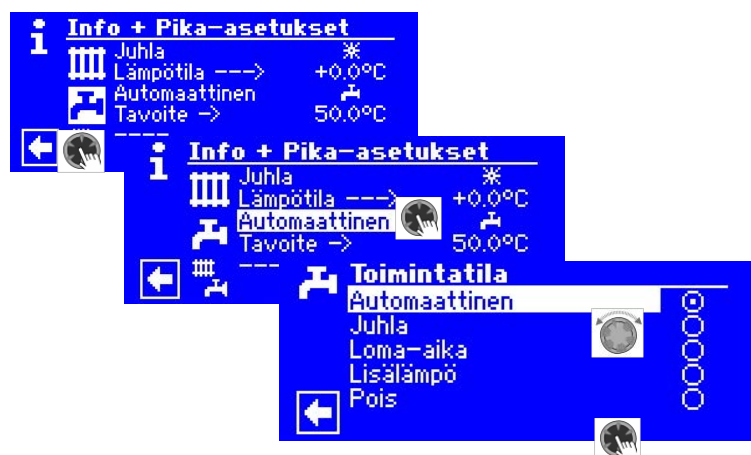 Info + Pika-asetukset
Juhla
Lämpötila ---> +0.0°C
Automaattinen
Tavoite -> 50.0°C
----
Info + Pika-asetukset
Juhla
Lämpötila ---> +0.0°C
Automaattinen
Tavoite -> 50.0°C
---
Toimintatila
Automaattinen
Juhla
Loma-aika
Lisälämpö
Pois